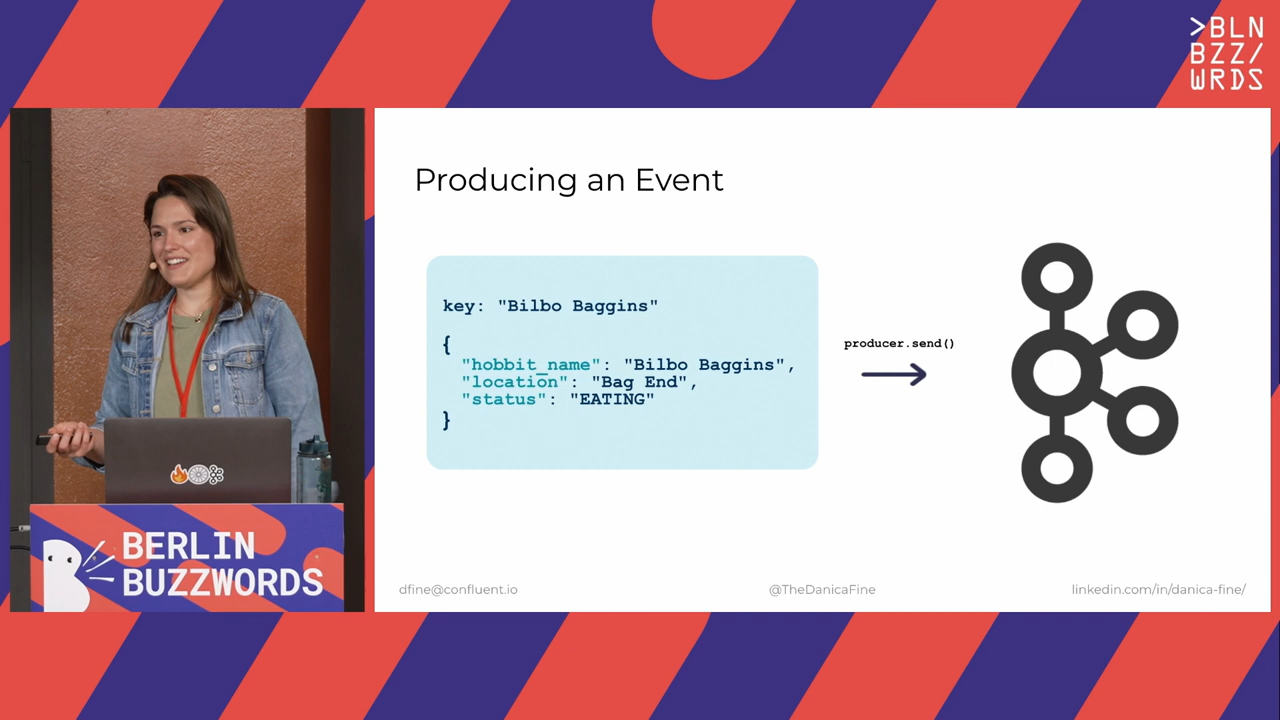 >BLN
BZZ/
WRDS
Producing an Event
key: "Bilbo Baggins"
{
"hobbit_name": "Bilbo Baggins",
"location": "Bag End",
"status": "EATING"
}
producer.send()
BERLIN
BUZZWORDS
dfine@confluent.io
@TheDanicaFine
linkedin.com/in/danica-fine/